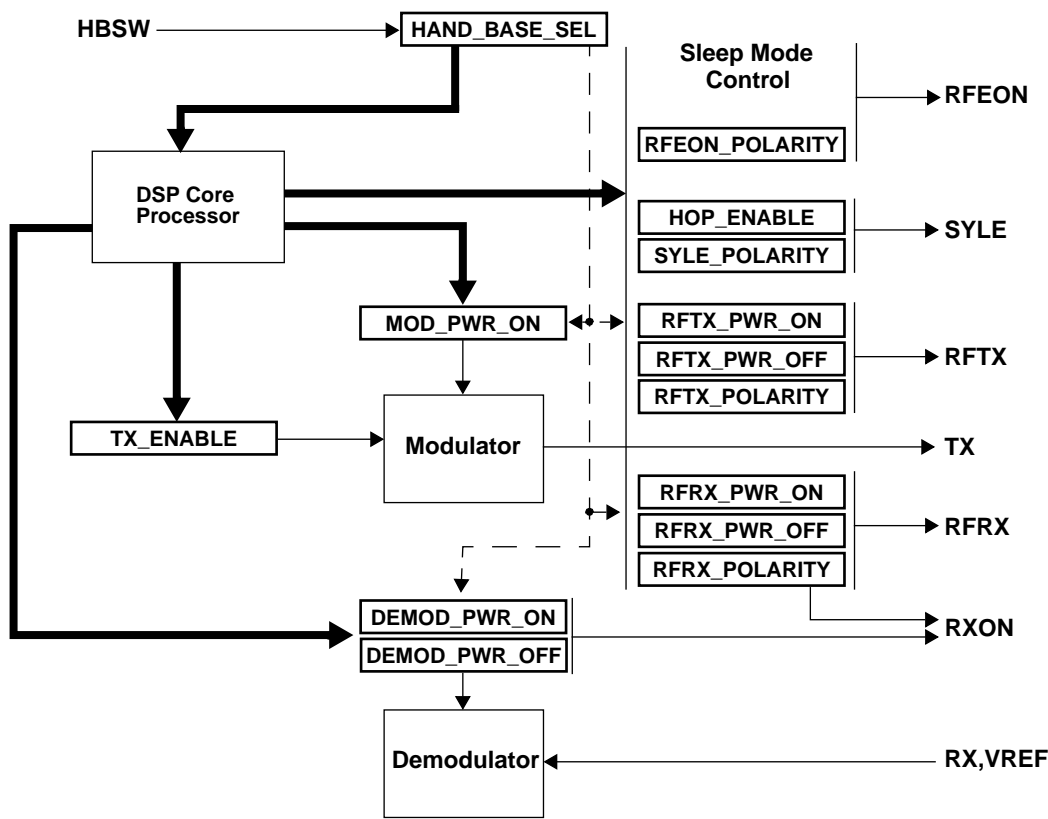 HBSW
HAND_BASE_SEL
Sleep Mode
Control
RFEON
RFEON_POLARITY
DSP Core
Processor
HOP_ENABLE
SYLE_POLARITY
SYLE
MOD_PWR_ON
RFTX_PWR_ON
RFTX_PWR_OFF
RFTX_POLARITY
RFTX
TX_ENABLE
Modulator
TX
RFRX_PWR_ON
RFRX_PWR_OFF
RFRX_POLARITY
RFRX
DEMOD_PWR_ON
DEMOD_PWR_OFF
RXON
Demodulator
RX,VREF